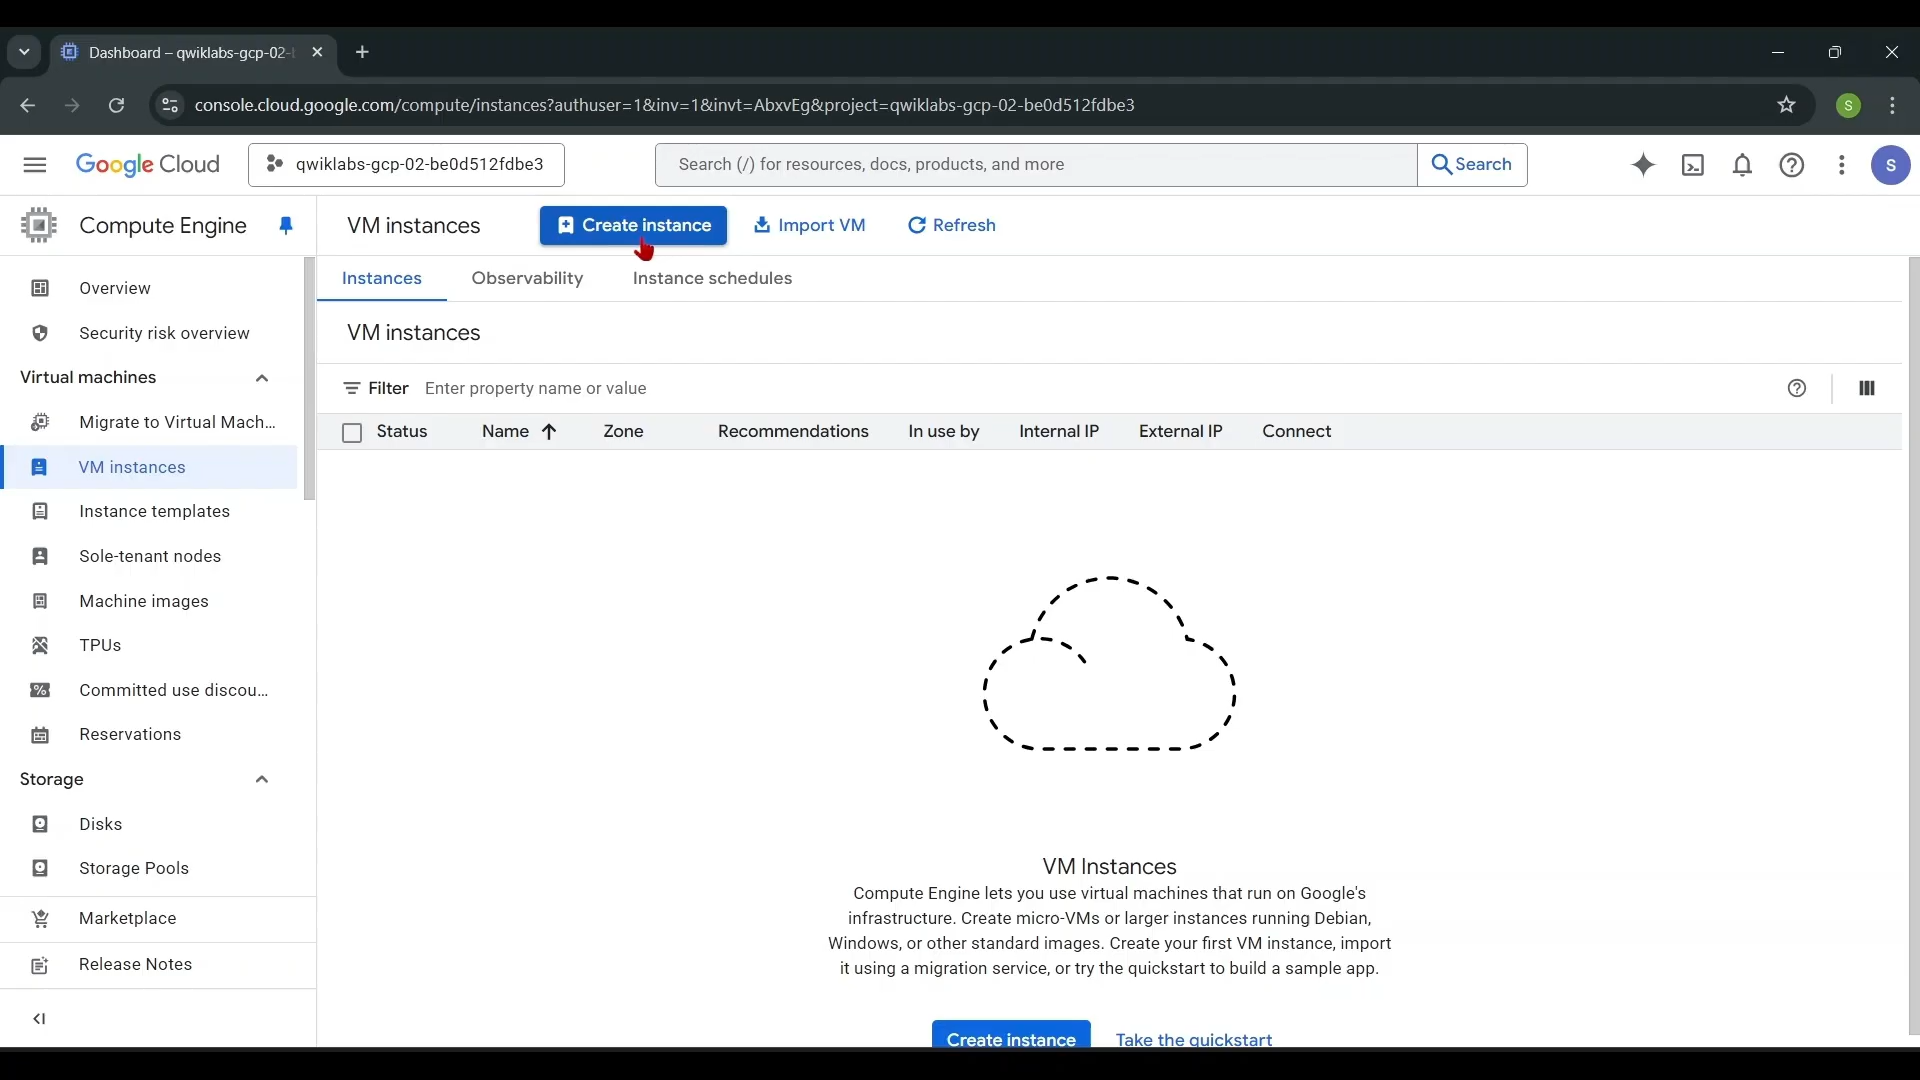 Dashboard – qwiklabs-gcp-02-
console.cloud.google.com/compute/instances?authuser=1&inv=1&invt=AbxvEg&project=qwiklabs-gcp-02-be0d512fdbe3
S
Google Cloud
qwiklabs-gcp-02-be0d512fdbe3
Search (/) for resources, docs, products, and more
Search
S
Compute Engine
VM instances
Create instance
Import VM
Refresh
Overview
Security risk overview
Virtual machines
Migrate to Virtual Mach...
VM instances
Instance templates
Sole-tenant nodes
Machine images
TPUs
Committed use discou...
Reservations
Storage
Disks
Storage Pools
Marketplace
Release Notes
Instances Observability Instance schedules
VM instances
Filter Enter property name or value
Status Name Zone Recommendations In use by Internal IP External IP Connect
VM Instances
Compute Engine lets you use virtual machines that run on Google's
infrastructure. Create micro-VMs or larger instances running Debian,
Windows, or other standard images. Create your first VM instance, import
it using a migration service, or try the quickstart to build a sample app.
Create instance Take the quickstart